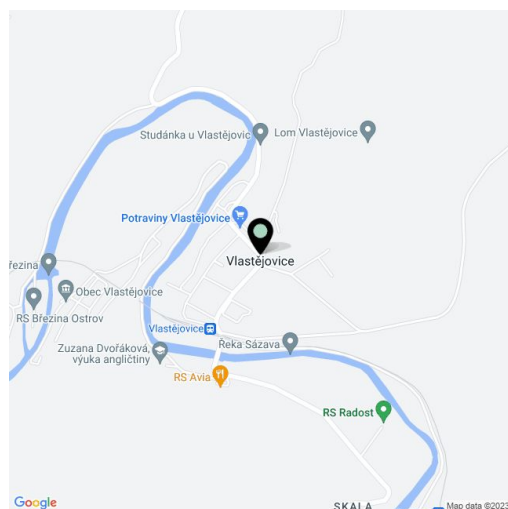 Studánka u Vlastějovic
Lom Vlastějovice
Potraviny Vlastějovice
Vlastějovice
Obec Vlastějovice
RS Březina Ostrov
Vlastějovice
Řeka Sázava
Zuzana Dvořáková,
výuka angličtiny
RS Avia
RS Radost
SKALA
Google
Map data ©2023